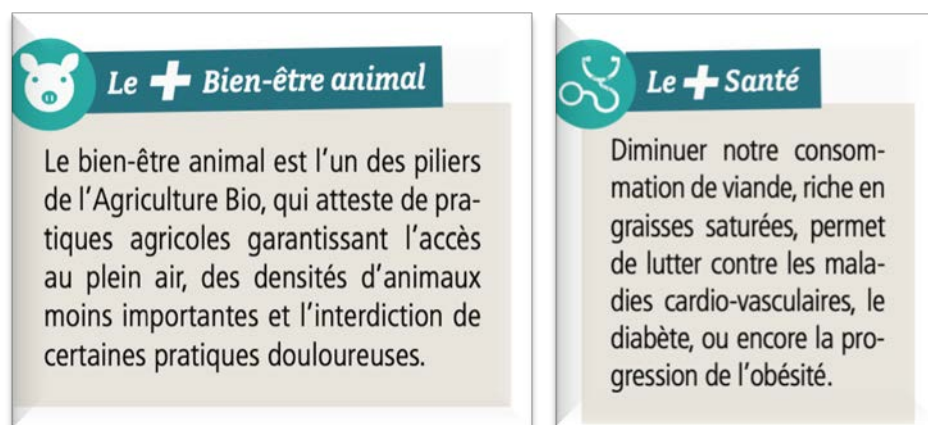 Le + Bien-être animal
Le bien-être animal est l'un des piliers
de l'Agriculture Bio, qui atteste de pra-
tiques agricoles garantissant l'accès
au plein air, des densités d'animaux
moins importantes et l'interdiction de
certaines pratiques douloureuses.
Le + Santé
Diminuer notre consom-
mation de viande, riche en
graisses saturées, permet
de lutter contre les mala-
dies cardio-vasculaires, le
diabète, ou encore la pro-
gression de l'obésité.